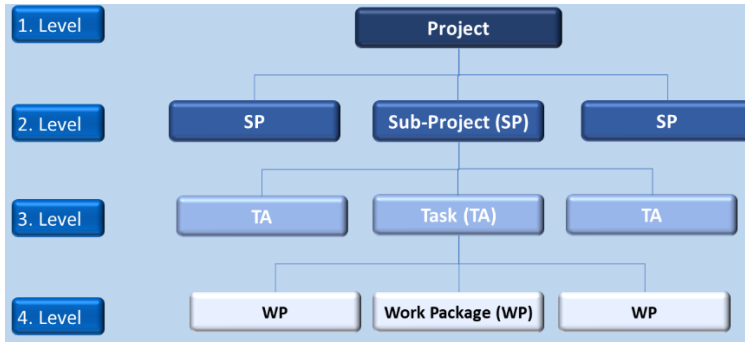 1. Level
Project
2. Level
SP
Sub-Project (SP)
SP
3. Level
TA
Task (TA)
TA
4. Level
WP
Work Package (WP)
WP